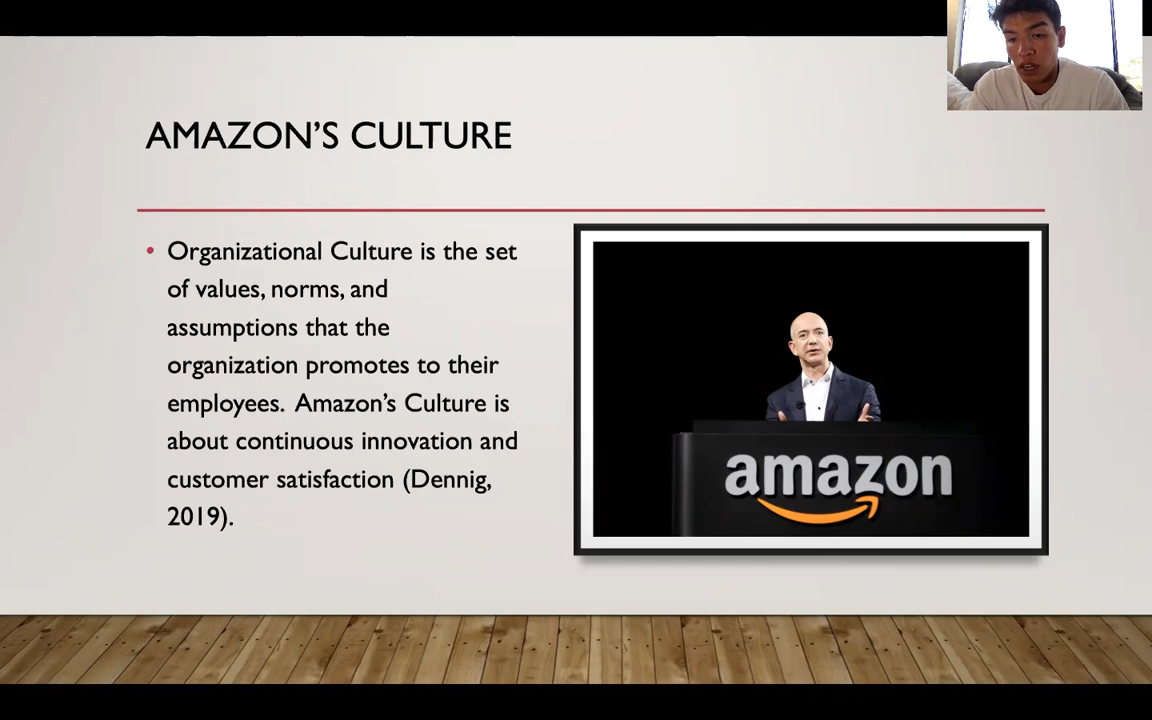 AMAZON'S CULTURE
• Organizational Culture is the set
of values, norms, and
assumptions that the
organization promotes to their
employees.  Amazon's Culture is
about continuous innovation and
customer satisfaction (Dennig,
2019).
amazon